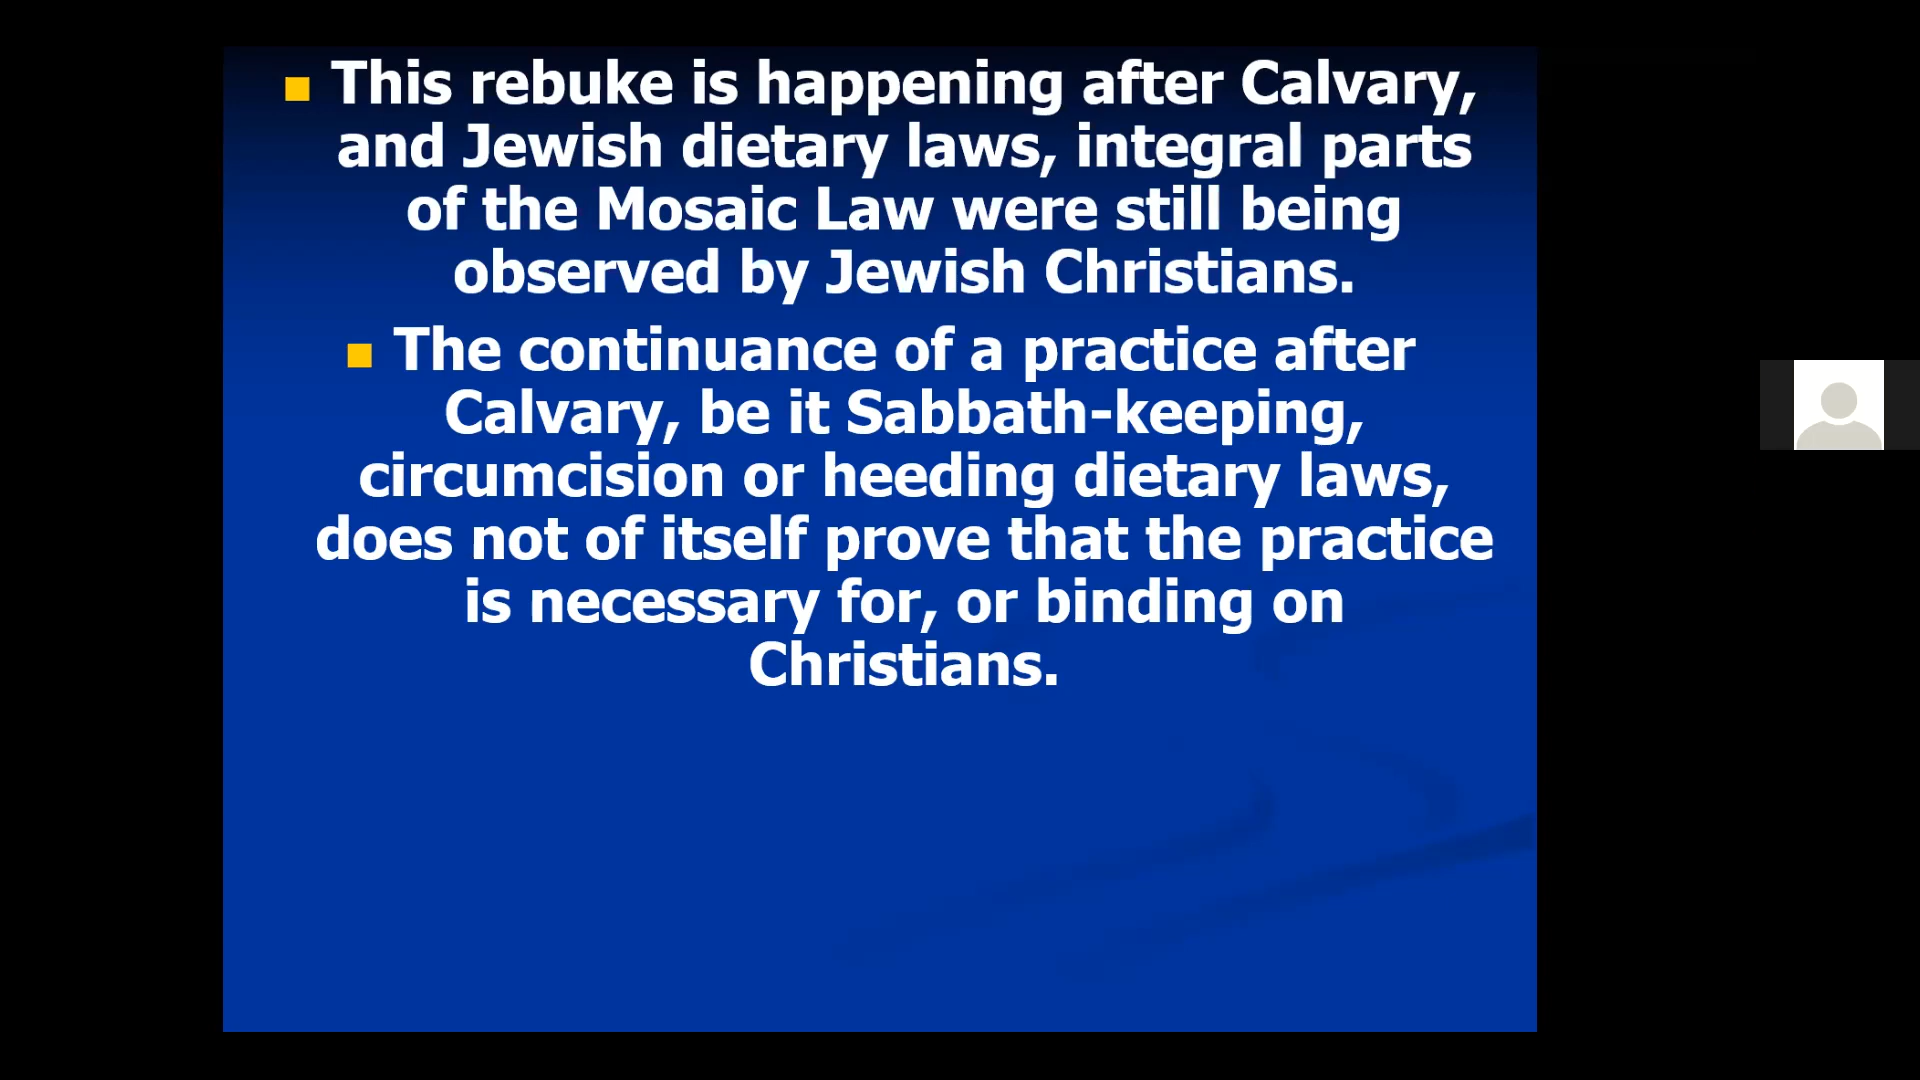 This rebuke is happening after Calvary,
and Jewish dietary laws, integral parts
of the Mosaic Law were still being
observed by Jewish Christians.
The continuance of a practice after
Calvary, be it Sabbath-keeping,
circumcision or heeding dietary laws,
does not of itself prove that the practice
is necessary for, or binding on
Christians.